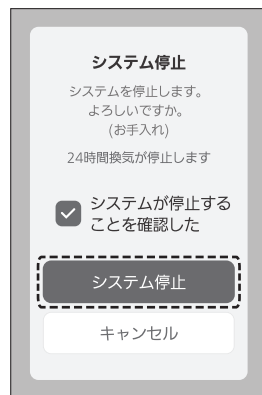 システム停止
システムを停止します。
よろしいですか。
(お手入れ)
24時間換気が停止します
システムが停止する
ことを確認した
システム停止
キャンセル